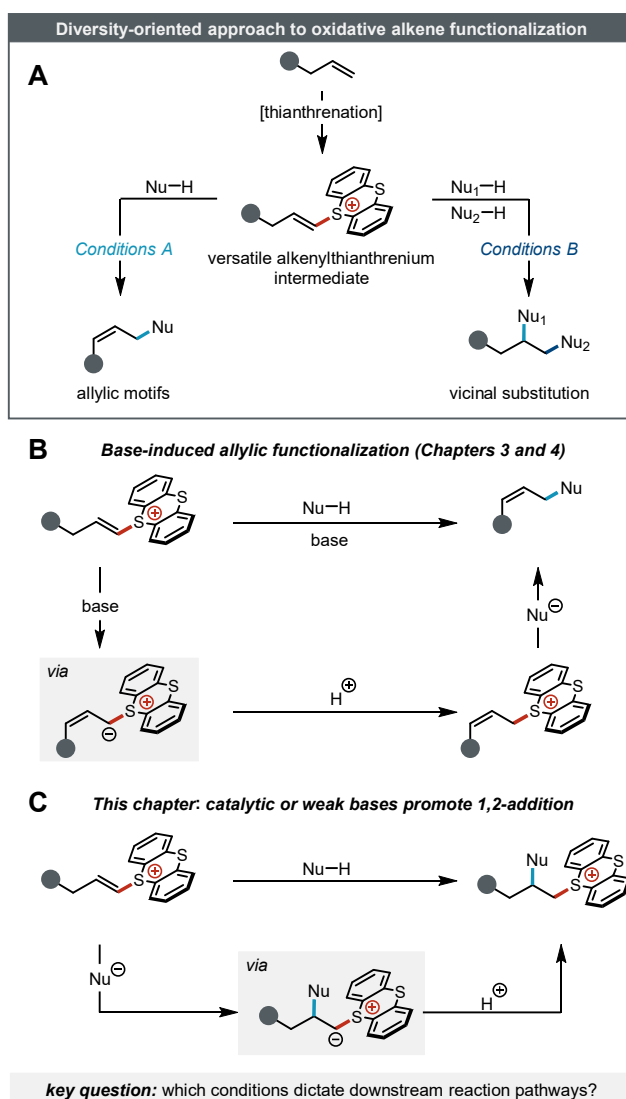 Diversity-oriented approach to oxidative alkene functionalization
A
[thianthrenation]
Nu–H
S
S
+
Nu₁–H
Nu₂–H
Conditions A
versatile alkenylthianthrenium
intermediate
Conditions B
Nu
Nu₁
Nu₂
allylic motifs
vicinal substitution
B
Base-induced allylic functionalization (Chapters 3 and 4)
S
S
+
Nu–H
base
Nu
base
Nu⊖
via
S
S
+
–
H⊕
S
S
+
C
This chapter: catalytic or weak bases promote 1,2-addition
S
S
+
Nu–H
Nu
S
S
+
Nu⊖
via
Nu
S
S
+
–
H⊕
key question: which conditions dictate downstream reaction pathways?